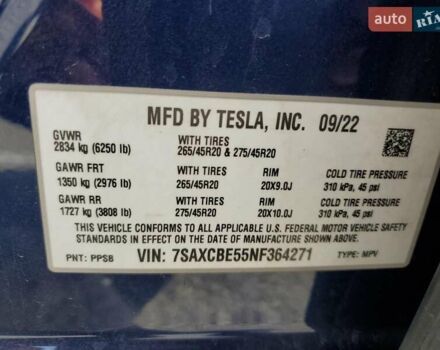 auto RIA
MFD BY TESLA, INC. 09/22
GVWR
2834 kg (6250 lb)
WITH TIRES
265/45R20 & 275/45R20
GAWR FRT WITH TIRES RIM COLD TIRE PRESSURE
1350 kg (2976 lb) 265/45R20 20X9.0J 310 kPa, 45 psi
GAWR RR WITH TIRES RIM COLD TIRE PRESSURE
1727 kg (3808 lb) 275/45R20 20X10.0J 310 kPa, 45 psi
THIS VEHICLE CONFORMS TO ALL APPLICABLE U.S. FEDERAL MOTOR VEHICLE SAFETY
STANDARDS IN EFFECT ON THE DATE OF MANUFACTURE SHOWN ABOVE.
PNT: PPSB VIN: 7SAXCBE55NF364271 TYPE: MPV